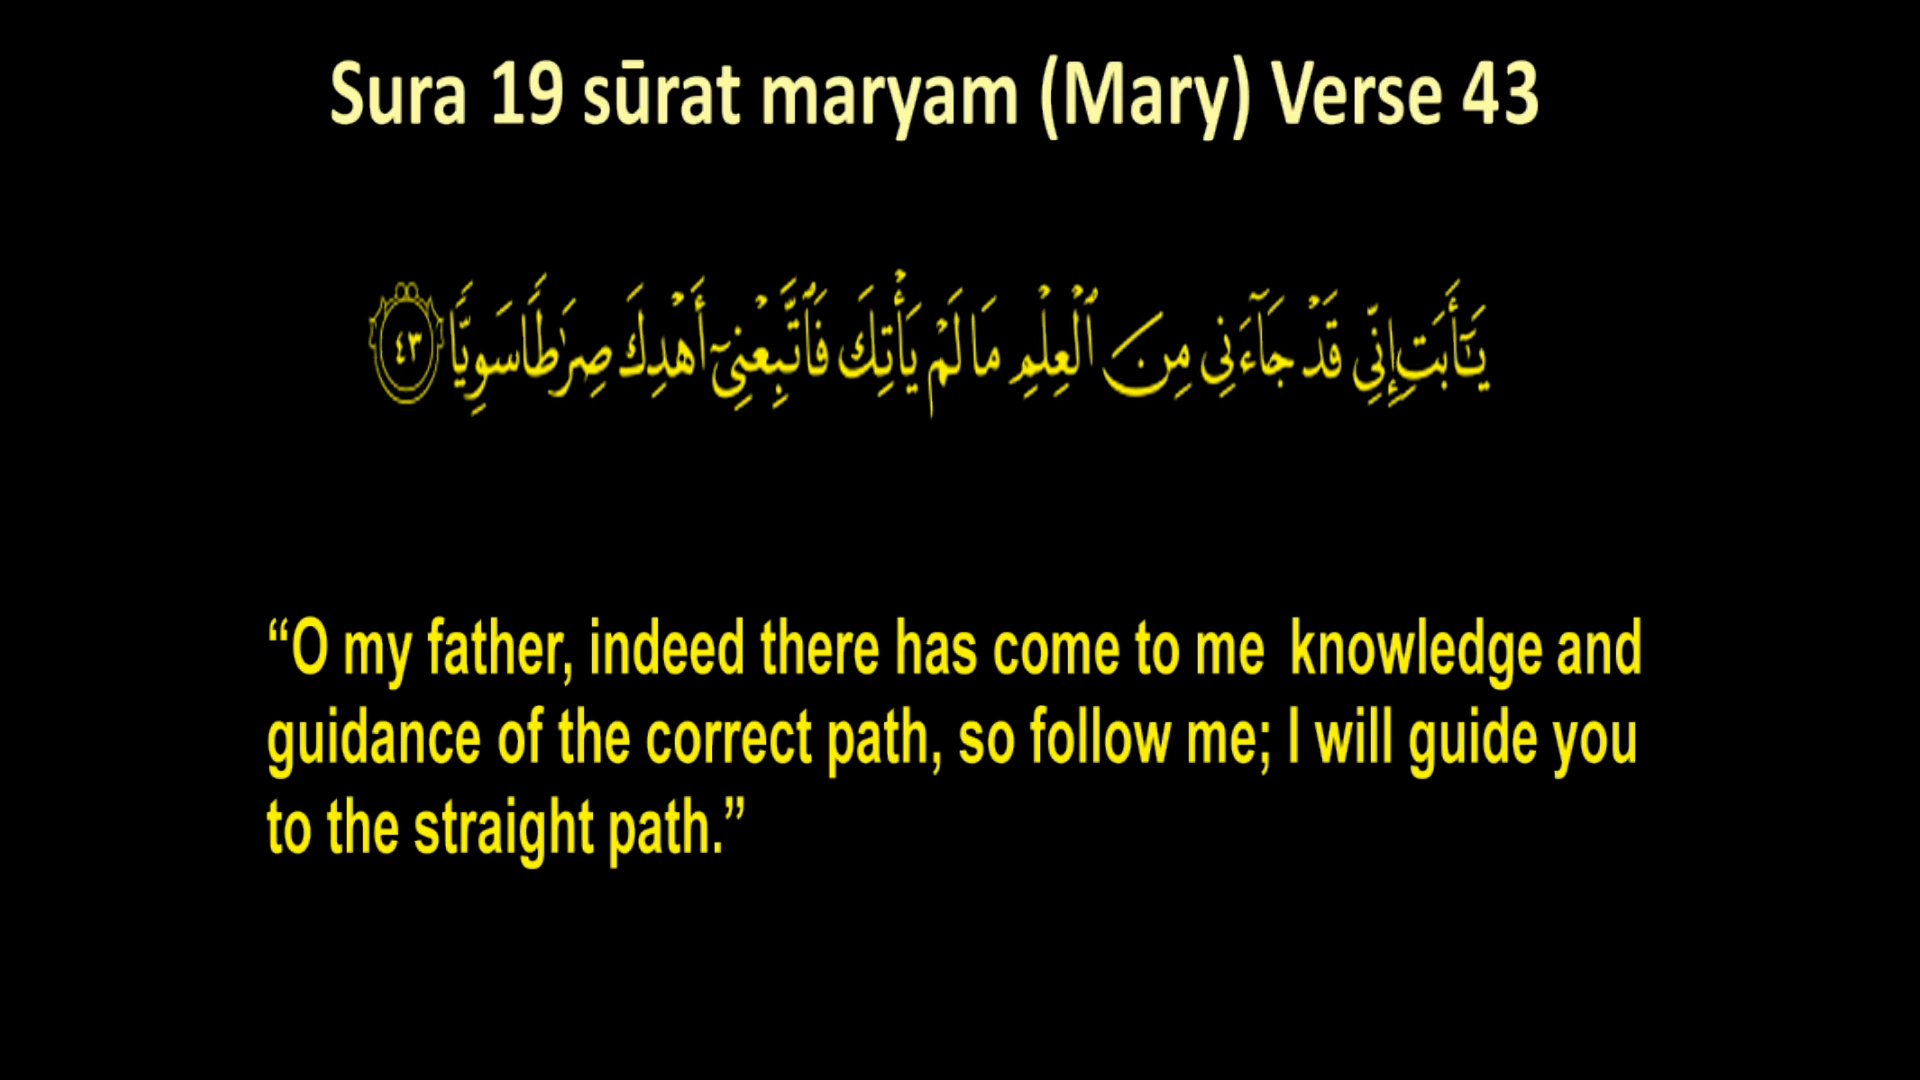 Sura 19 sūrat maryam (Mary) Verse 43
يَـٰٓأَبَتِ إِنِّى قَدْ جَآءَنِى مِنَ ٱلْعِلْمِ مَا لَمْ يَأْتِكَ فَٱتَّبِعْنِىٓ أَهْدِكَ صِرَٰطًا سَوِيًّا ٤٣
“O my father, indeed there has come to me knowledge and
guidance of the correct path, so follow me; I will guide you
to the straight path.”